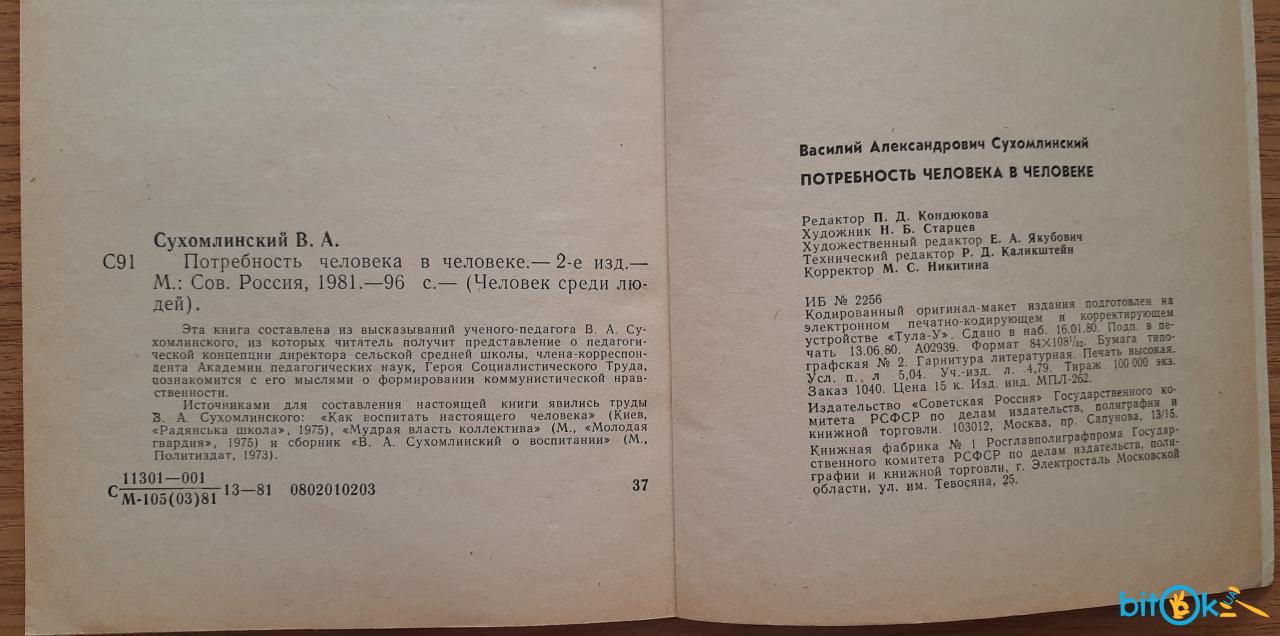 Сухомлинский В. А.
С91 Потребность человека в человеке.— 2-е изд.—
М.: Сов. Россия, 1981.—96 с.— (Человек среди лю-
дей).
Эта книга составлена из высказываний ученого-педагога В. А. Су-
хомлинского, из которых читатель получит представление о педагоги-
ческой концепции директора сельской средней школы, члена-корреспон-
дента Академии педагогических наук, Героя Социалистического Труда,
познакомится с его мыслями о формировании коммунистической нрав-
ственности.
Источниками для составления настоящей книги явились труды
В. А. Сухомлинского: «Как воспитать настоящего человека» (Киев,
«Радянська школа», 1975), «Мудрая власть коллектива» (М., «Молодая
гвардия», 1975) и сборник «В. А. Сухомлинский о воспитании» (М.,
Политиздат, 1973).
11301—001
С 13—81 0802010203 37
М-105(03)81
Василий Александрович Сухомлинский
ПОТРЕБНОСТЬ ЧЕЛОВЕКА В ЧЕЛОВЕКЕ
Редактор П. Д. Кондюкова
Художник Н. Б. Старцев
Художественный редактор Е. А. Якубович
Технический редактор Р. Д. Каликштейн
Корректор М. С. Никитина
ИБ № 2256
Кодированный оригинал-макет издания подготовлен на
электронном печатно-кодирующем и корректирующем
устройстве «Тула-У». Сдано в наб. 16.01.80. Подп. в пе-
чать 13.06.80. А02939. Формат 84Х108¹/₃₂. Бумага типо-
графская № 2. Гарнитура литературная. Печать высокая.
Усл. п., л 5,04. Уч.-изд. л. 4,79. Тираж 100 000 экз.
Заказ 1040. Цена 15 к. Изд. инд. МПЛ-262.
Издательство «Советская Россия» Государственного ко-
митета РСФСР по делам издательств, полиграфии и
книжной торговли. 103012, Москва, пр. Сапунова, 13/15.
Книжная фабрика № 1 Росглавполиграфпрома Государ-
ственного комитета РСФСР по делам издательств, поли-
графии и книжной торговли, г. Электросталь Московской
области, ул. им. Тевосяна, 25.
bitOk